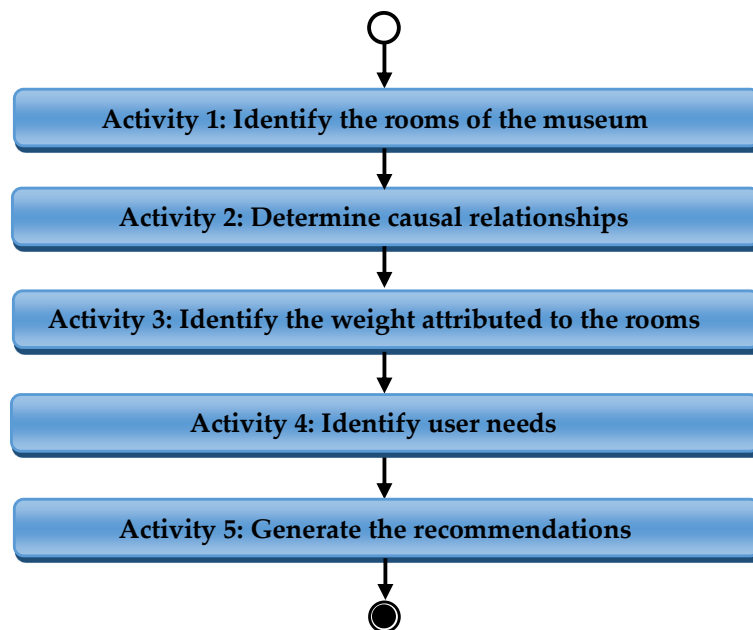 Activity 1: Identify the rooms of the museum
Activity 2: Determine causal relationships
Activity 3: Identify the weight attributed to the rooms
Activity 4: Identify user needs
Activity 5: Generate the recommendations